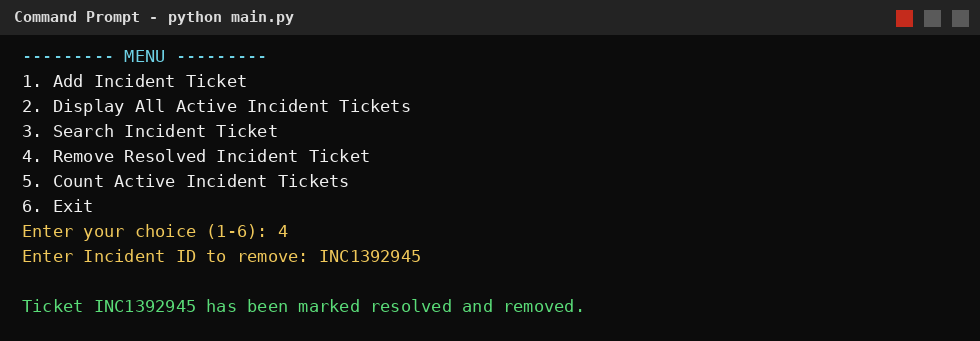 Command Prompt - python main.py
--------- MENU ---------
1. Add Incident Ticket
2. Display All Active Incident Tickets
3. Search Incident Ticket
4. Remove Resolved Incident Ticket
5. Count Active Incident Tickets
6. Exit
Enter your choice (1-6): 4
Enter Incident ID to remove: INC1392945
Ticket INC1392945 has been marked resolved and removed.